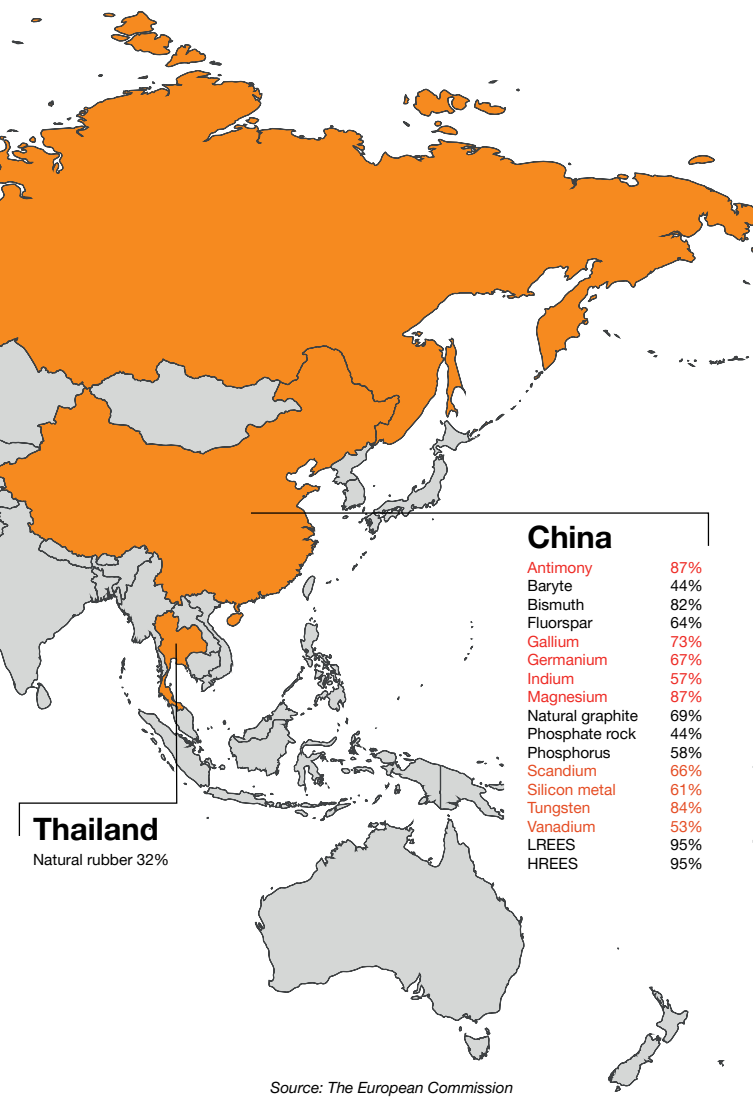 China
Antimony 87%
Baryte 44%
Bismuth 82%
Fluorspar 64%
Gallium 73%
Germanium 67%
Indium 57%
Magnesium 87%
Natural graphite 69%
Phosphate rock 44%
Phosphorus 58%
Scandium 66%
Silicon metal 61%
Tungsten 84%
Vanadium 53%
LREES 95%
HREES 95%
Thailand
Natural rubber 32%
Source: The European Commission